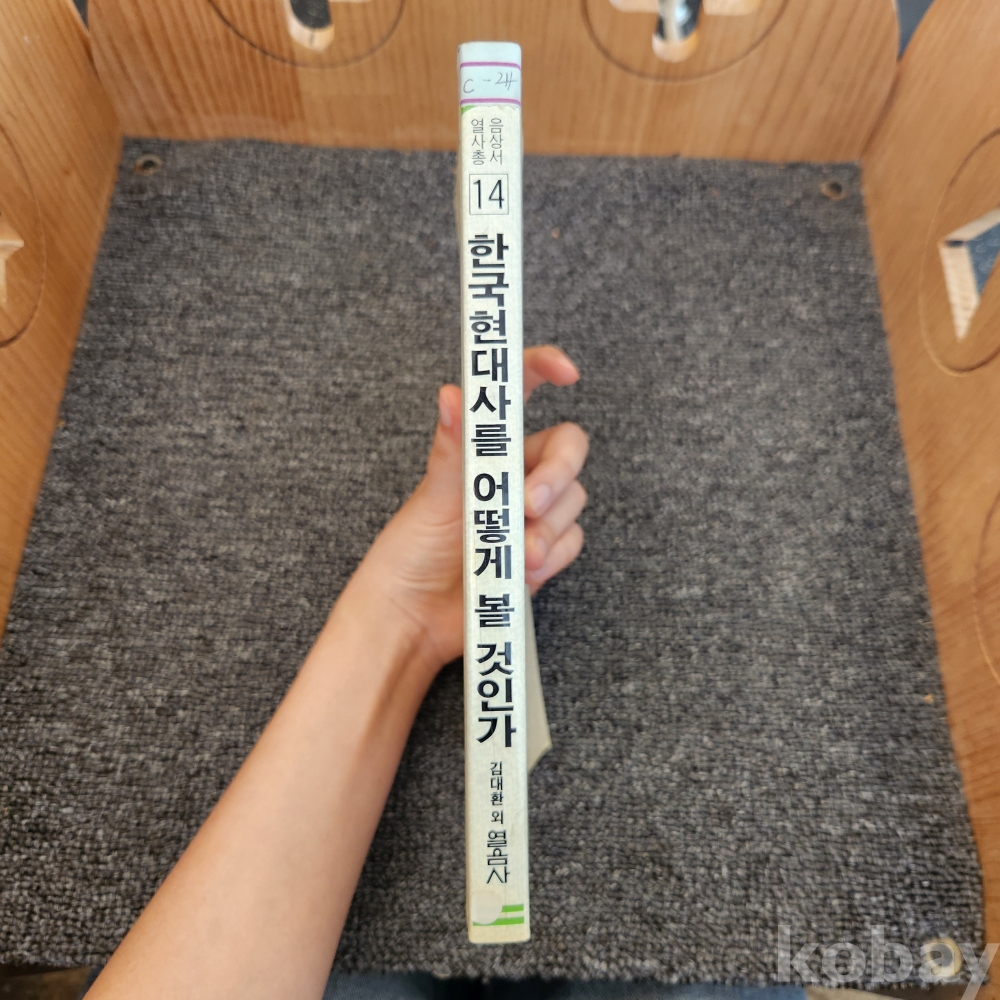 C-24
열음사상총서
14
한국현대사를 어떻게 볼 것인가
김대환 외
열음사
kobay